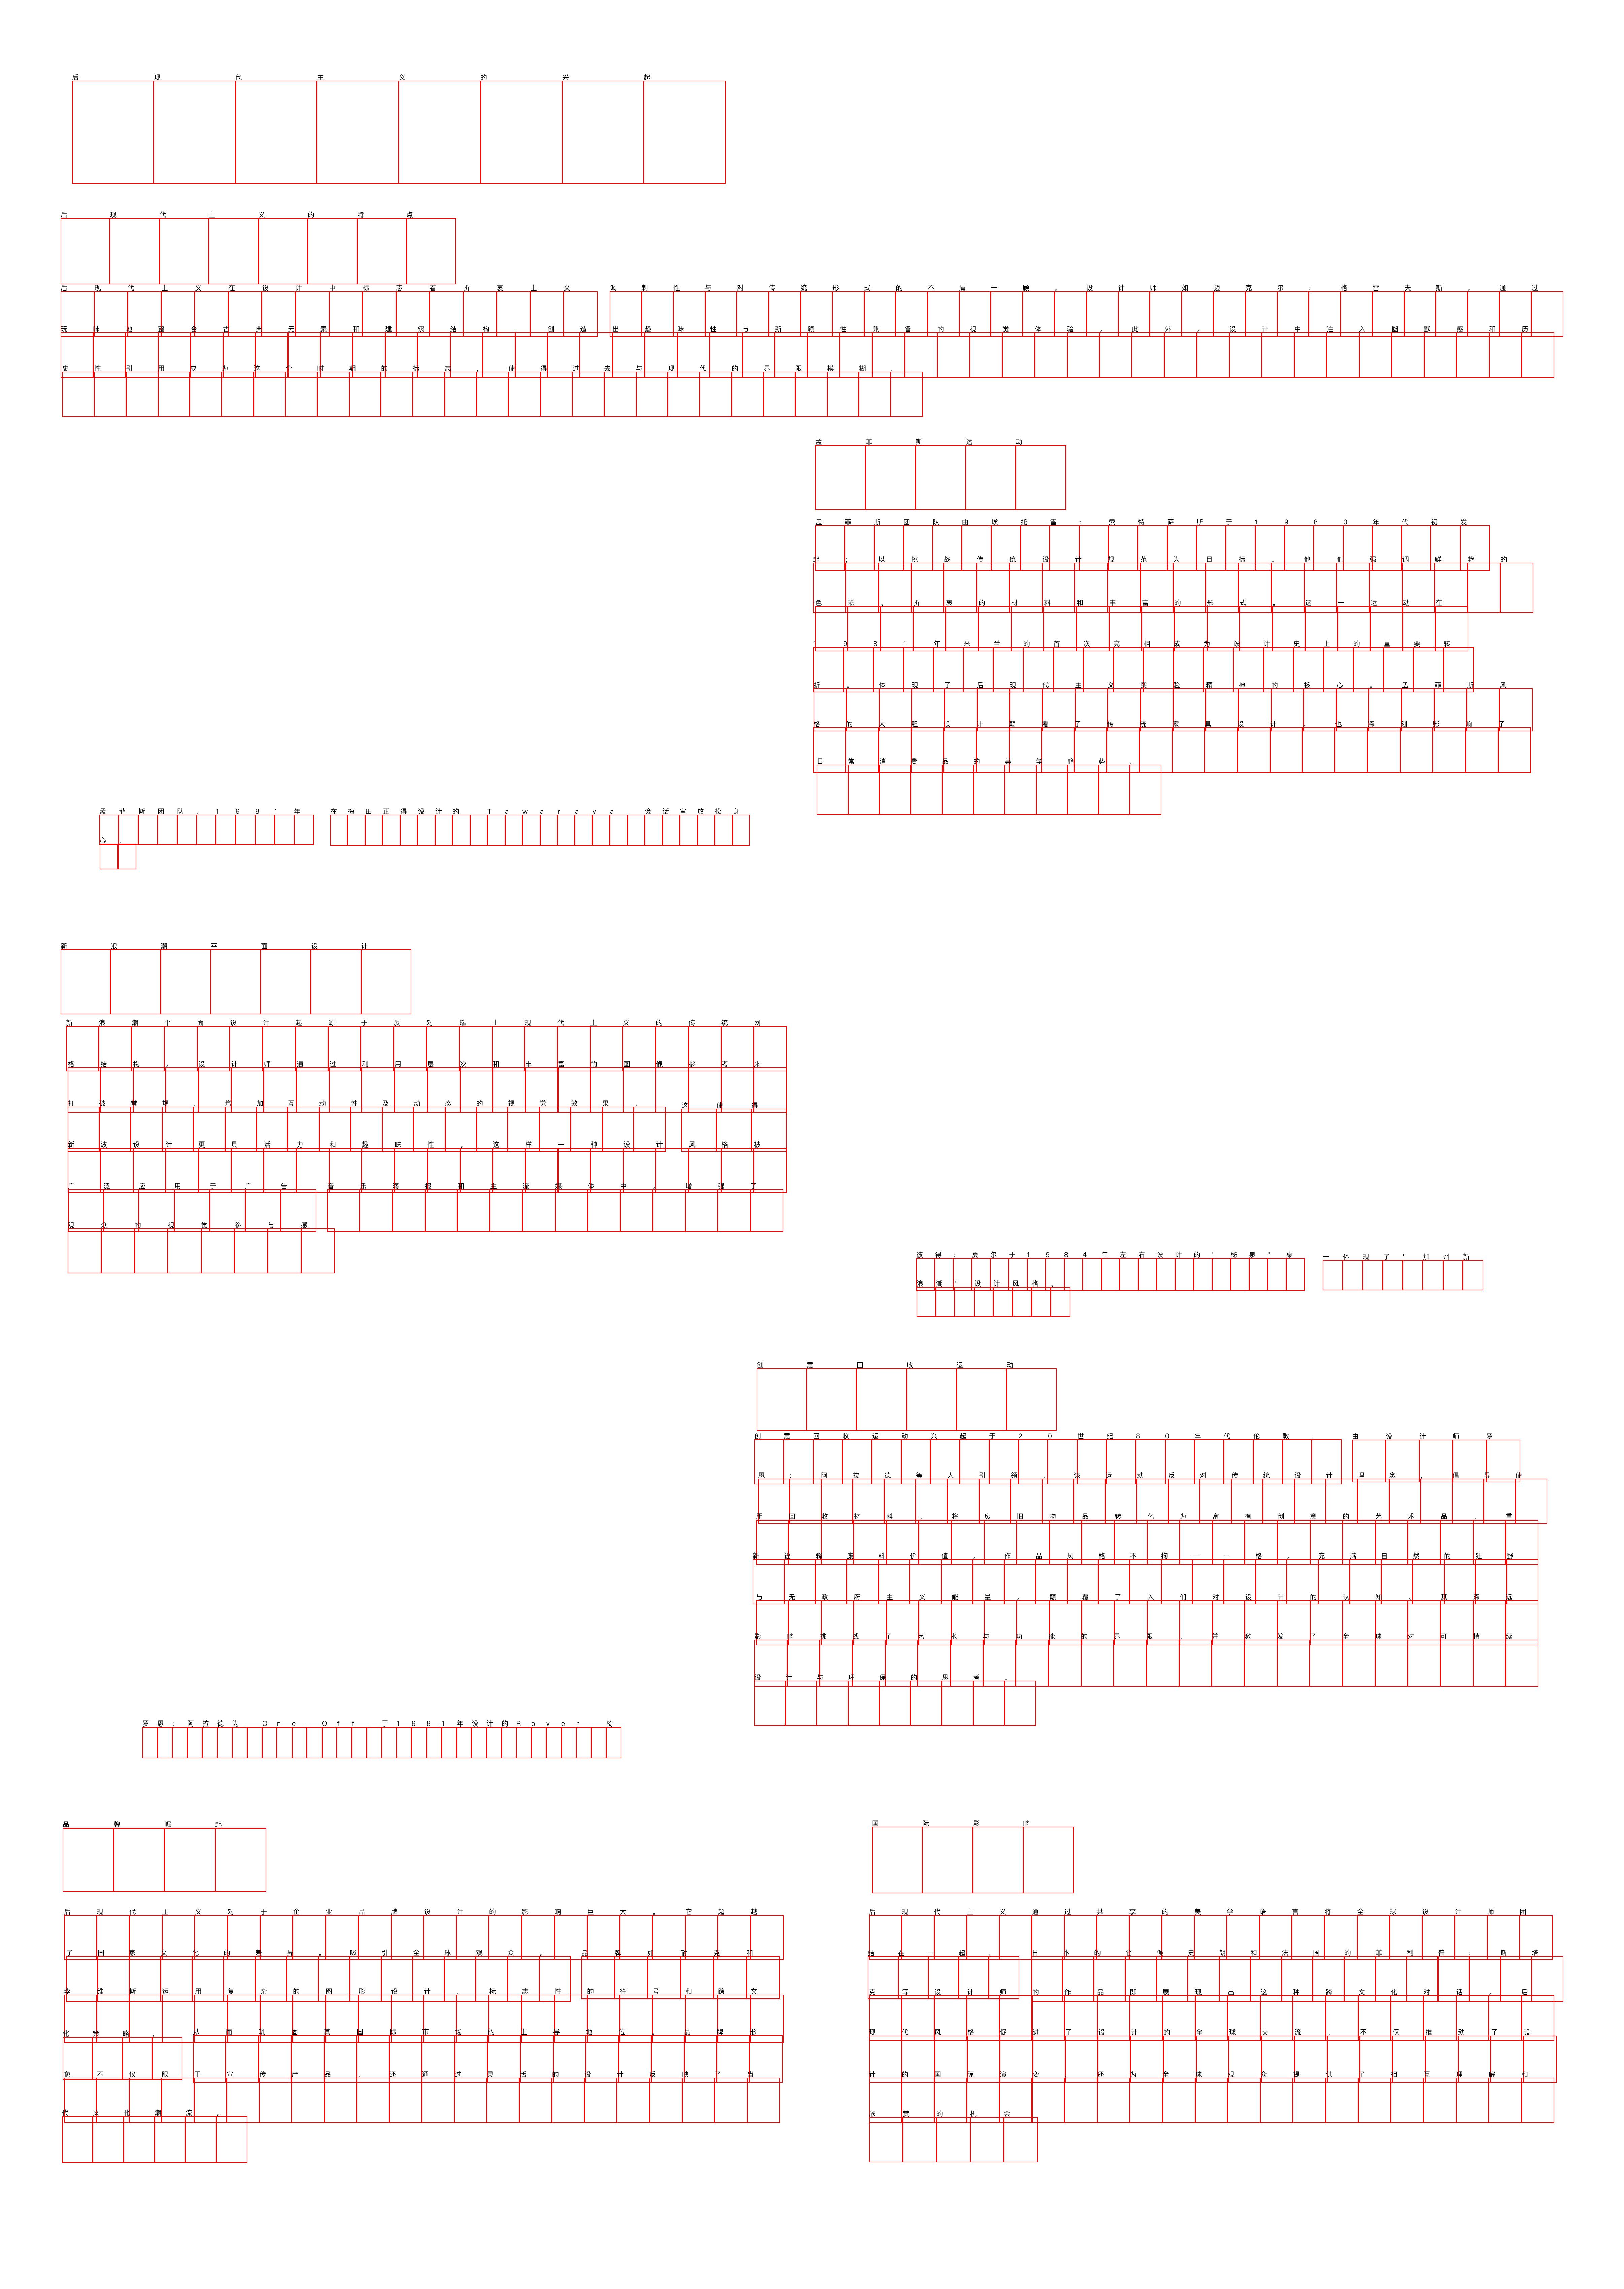 后现代主义的兴起
后现代主义的特点
后现代主义在设计中标志着折衷主义 讽刺性与对传统形式的不屑一顾。设计师如迈克尔:格雷夫斯,通过
玩味地整合古典元素和建筑结构,创造出趣味性与新颖性兼备的视觉体验。此外,设计中注入幽默感和历
史性引用成为这个时期的标志,使得过去与现代的界限模糊。
孟菲斯运动
孟菲斯团队由埃托雷:索特萨斯于1980年代初发
起:以挑战传统设计规范为目标。他们强调鲜艳的
色彩。折衷的材料和丰富的形式。这一运动在
1981年米兰的首次亮相成为设计史上的重要转
折,体现了后现代主义实验精神的核心。孟菲斯风
格的大胆设计颠覆了传统家具设计,也深刻影响了
日常消费品的美学趋势。
孟菲斯团队,1981年 在梅田正得设计的 Tawaraya 会话室放松身
心。
新浪潮平面设计
新浪潮平面设计起源于反对瑞士现代主义的传统网
格结构。设计师通过利用层次和丰富的图像参考来
打破常规,增加互动性及动态的视觉效果。 这使得
新波设计更具活力和趣味性。这样一种设计风格被
广泛应用于广告 音乐海报和主流媒体中,增强了
观众的视觉参与感
彼得:夏尔于1984年左右设计的"秘泉"桌 一体现了"加州新
浪潮"设计风格。
创意回收运动
创意回收运动兴起于20世纪80年代伦敦, 由设计师罗
恩:阿拉德等人引领。该运动反对传统设计 理念,倡导使
用回收材料,将废旧物品转化为富有创意的艺术品,重
新诠释废料价值。作品风格不拘一一格,充满自然的狂野
与无政府主义能量,颠覆了入们对设计的认知,其深远
影响挑战了艺术与功能的界限,并激发了全球对可持续
设计与环保的思考。
罗恩:阿拉德为 One Off 于1981年设计的Rover 椅
品牌崛起
国际影响
后现代主义对于企业品牌设计的影响巨大。它超越
了国家文化的差异,吸引全球观众。 品牌如耐克和
李维斯运用复杂的图形设计、标志性的符号和跨文
化策略, 从而巩固其国际市场的主导地位,品牌形
象不仅限于宣传产品,还通过灵活的设计反映了当
代文化潮流。
后现代主义通过共享的美学语言将全球设计师团
结在一起, 日本的仓俣史朗和法国的菲利普:斯塔
克等设计师的作品即展现出这种跨文化对话。后
现代风格促进了设计的全球交流,不仅推动了设
计的国际演变,还为全球观众提供了相互理解和
欣赏的机会